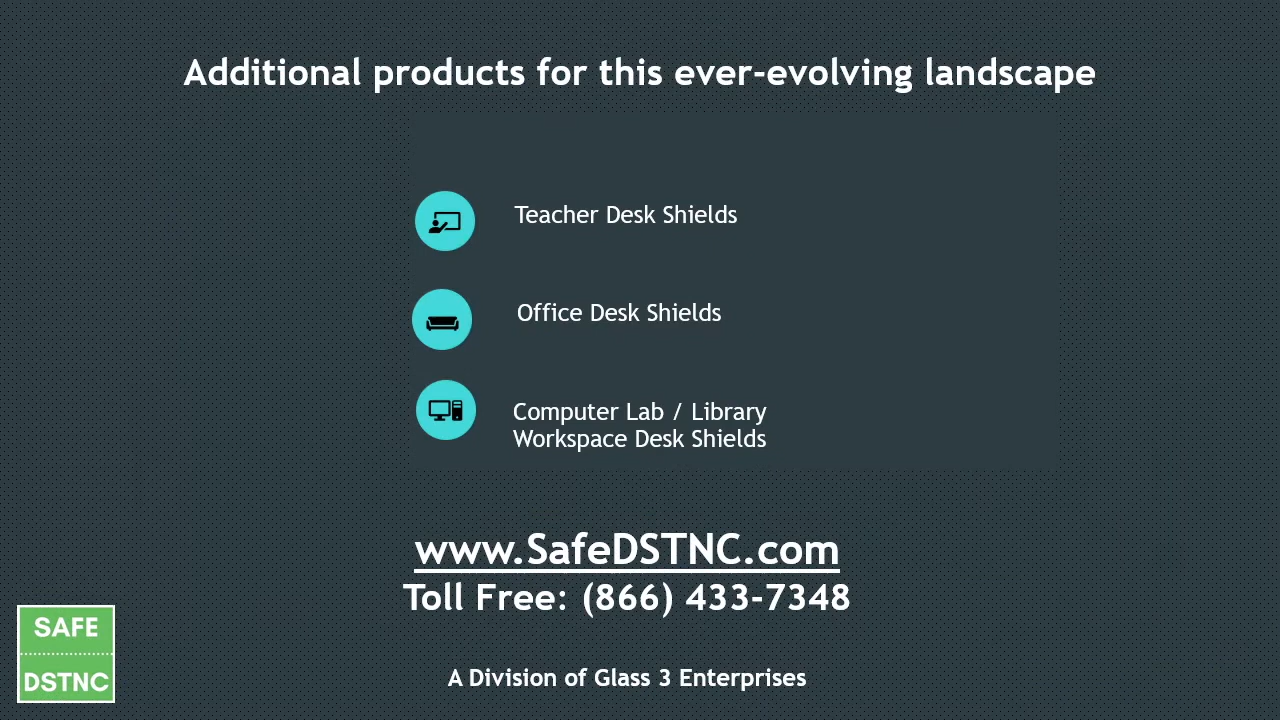 Additional products for this ever-evolving landscape
Teacher Desk Shields
Office Desk Shields
Computer Lab / Library
Workspace Desk Shields
www.SafeDSTNC.com
Toll Free: (866) 433-7348
SAFE
DSTNC
A Division of Glass 3 Enterprises